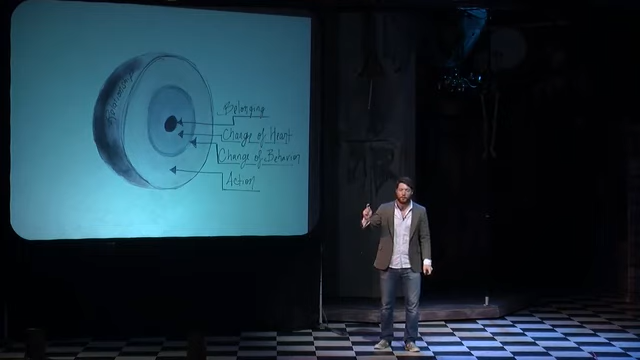 Belonging
Change of Heart
Change of Behavior
Action